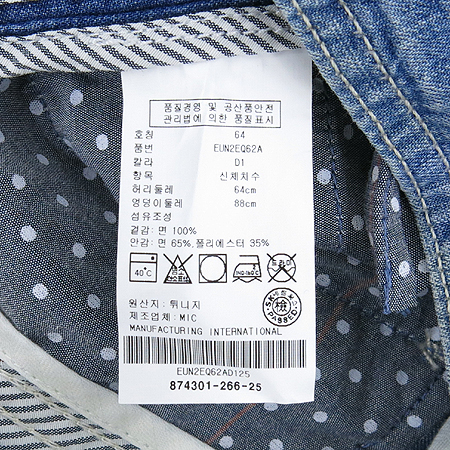 품질경영 및 공산품안전
관리법에 의한 품질표시
호칭 64
품번 EUN2EQ62A
칼라 D1
항목 신체치수
허리둘레 64cm
엉덩이둘레 88cm
섬유조성
겉감: 면 100%
안감: 면 65%, 폴리에스터 35%
40°C
원산지: 튀니지
제조업체: MIC
MANUFACTURING INTERNATIONAL
EUN2EQ62AD125
874301-266-25